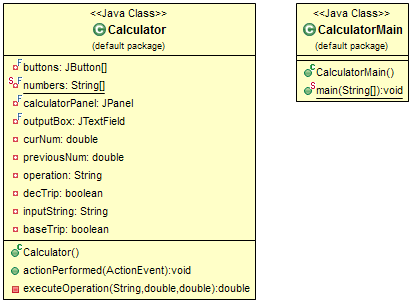 <<Java Class>>
Calculator
(default package)
buttons: JButton[]
numbers: String[]
calculatorPanel: JPanel
outputBox: JTextField
curNum: double
previousNum: double
operation: String
decTrip: boolean
inputString: String
baseTrip: boolean
Calculator()
actionPerformed(ActionEvent):void
executeOperation(String,double,double):double
<<Java Class>>
CalculatorMain
(default package)
CalculatorMain()
main(String[]):void